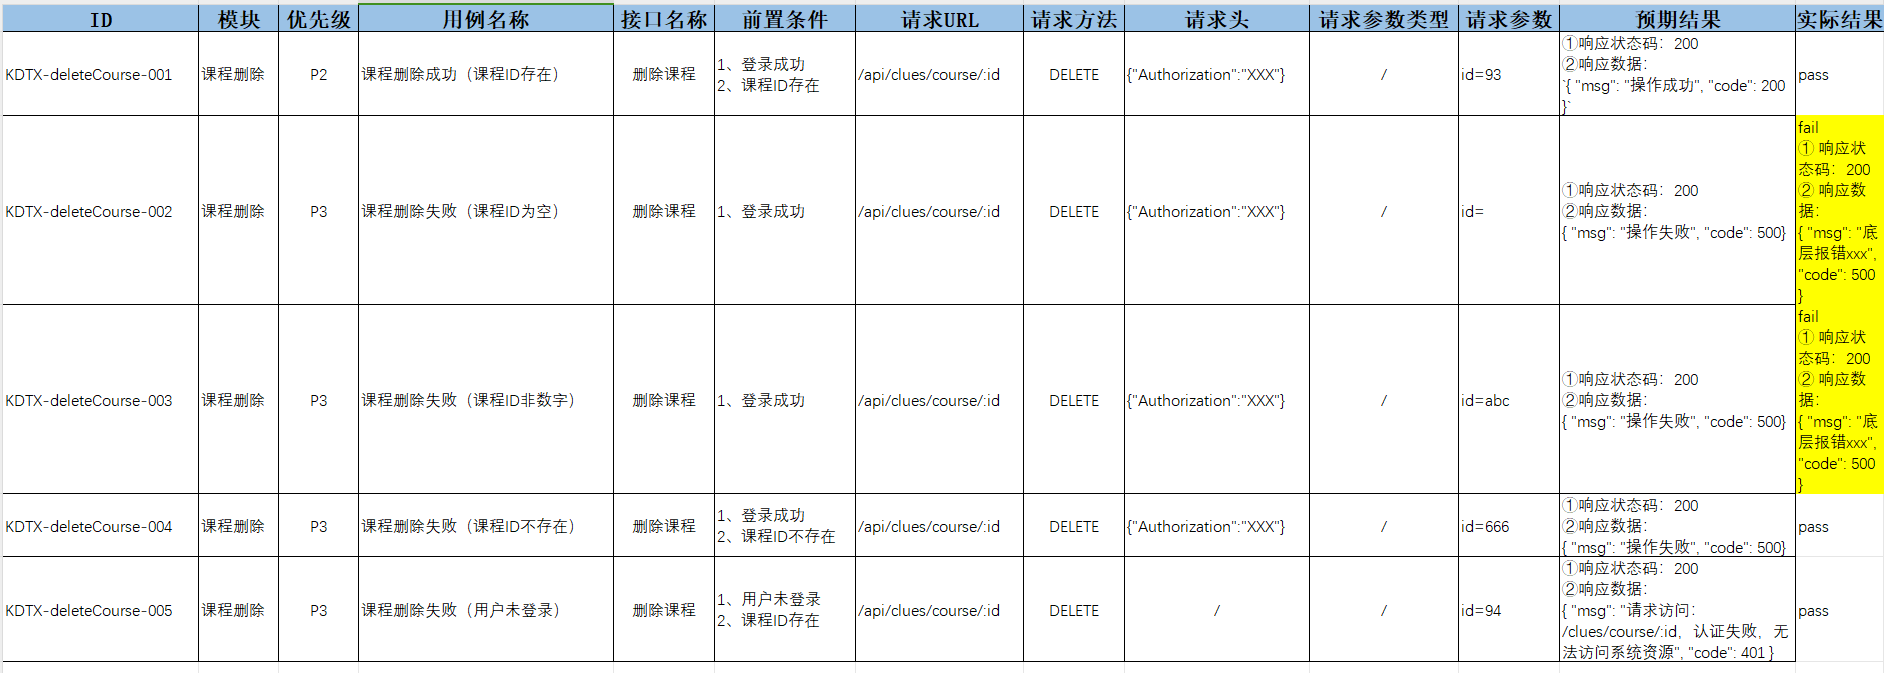 ID 模块 优先级 用例名称 接口名称 前置条件 请求URL 请求方法 请求头 请求参数类型 请求参数 预期结果 实际结果
KDTX-deleteCourse-001
课程删除
P2
课程删除成功（课程ID存在）
删除课程
1、登录成功
2、课程ID存在
/api/clues/course/:id
DELETE
{"Authorization":"XXX"}
/
id=93
①响应状态码：200
②响应数据：
`{ "msg": "操作成功", "code": 200
}`
pass
KDTX-deleteCourse-002
课程删除
P3
课程删除失败（课程ID为空）
删除课程
1、登录成功
/api/clues/course/:id
DELETE
{"Authorization":"XXX"}
/
id=
①响应状态码：200
②响应数据：
{ "msg": "操作失败", "code": 500}
fail
① 响应状
态码：200
② 响应数
据：
{ "msg": "底
层报错xxx",
"code": 500
}
KDTX-deleteCourse-003
课程删除
P3
课程删除失败（课程ID非数字）
删除课程
1、登录成功
/api/clues/course/:id
DELETE
{"Authorization":"XXX"}
/
id=abc
①响应状态码：200
②响应数据：
{ "msg": "操作失败", "code": 500}
fail
① 响应状
态码：200
② 响应数
据：
{ "msg": "底
层报错xxx",
"code": 500
}
KDTX-deleteCourse-004
课程删除
P3
课程删除失败（课程ID不存在）
删除课程
1、登录成功
2、课程ID不存在
/api/clues/course/:id
DELETE
{"Authorization":"XXX"}
/
id=666
①响应状态码：200
②响应数据：
{ "msg": "操作失败", "code": 500}
pass
KDTX-deleteCourse-005
课程删除
P3
课程删除失败（用户未登录）
删除课程
1、用户未登录
2、课程ID存在
/api/clues/course/:id
DELETE
/
/
id=94
①响应状态码：200
②响应数据：
{ "msg": "请求访问：
/clues/course/:id，认证失败，无
法访问系统资源", "code": 401 }
pass